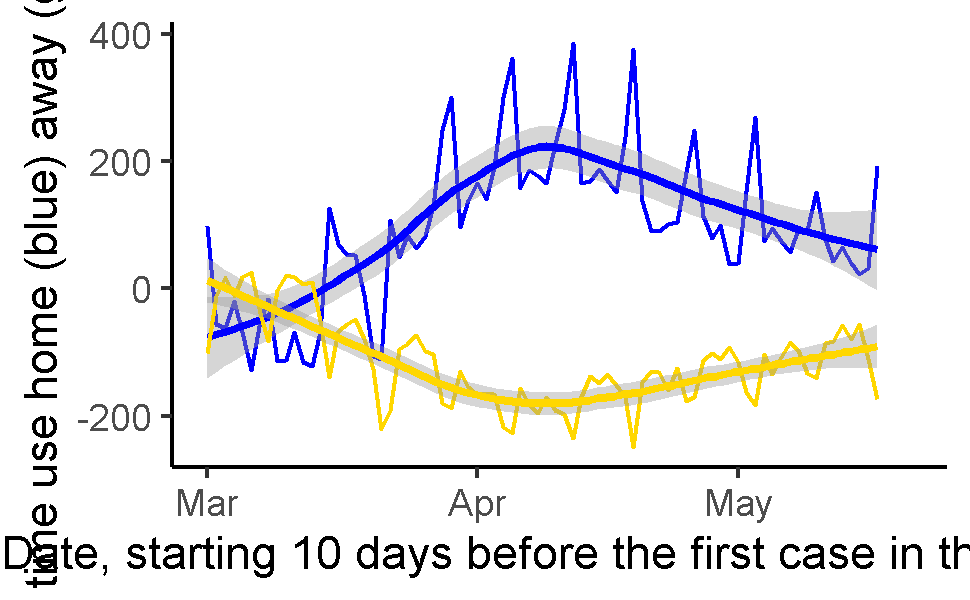 time use home (blue) away (
400
200
0
-200
Mar Apr May
Date, starting 10 days before the first case in th